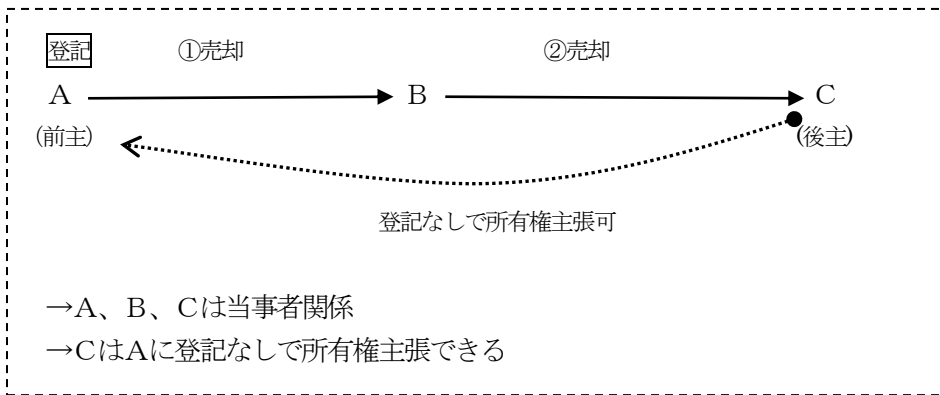 登記 ①売却 ②売却
A B C
(前主) (後主)
登記なしで所有権主張可
→A、B、Cは当事者関係
→CはAに登記なしで所有権主張できる